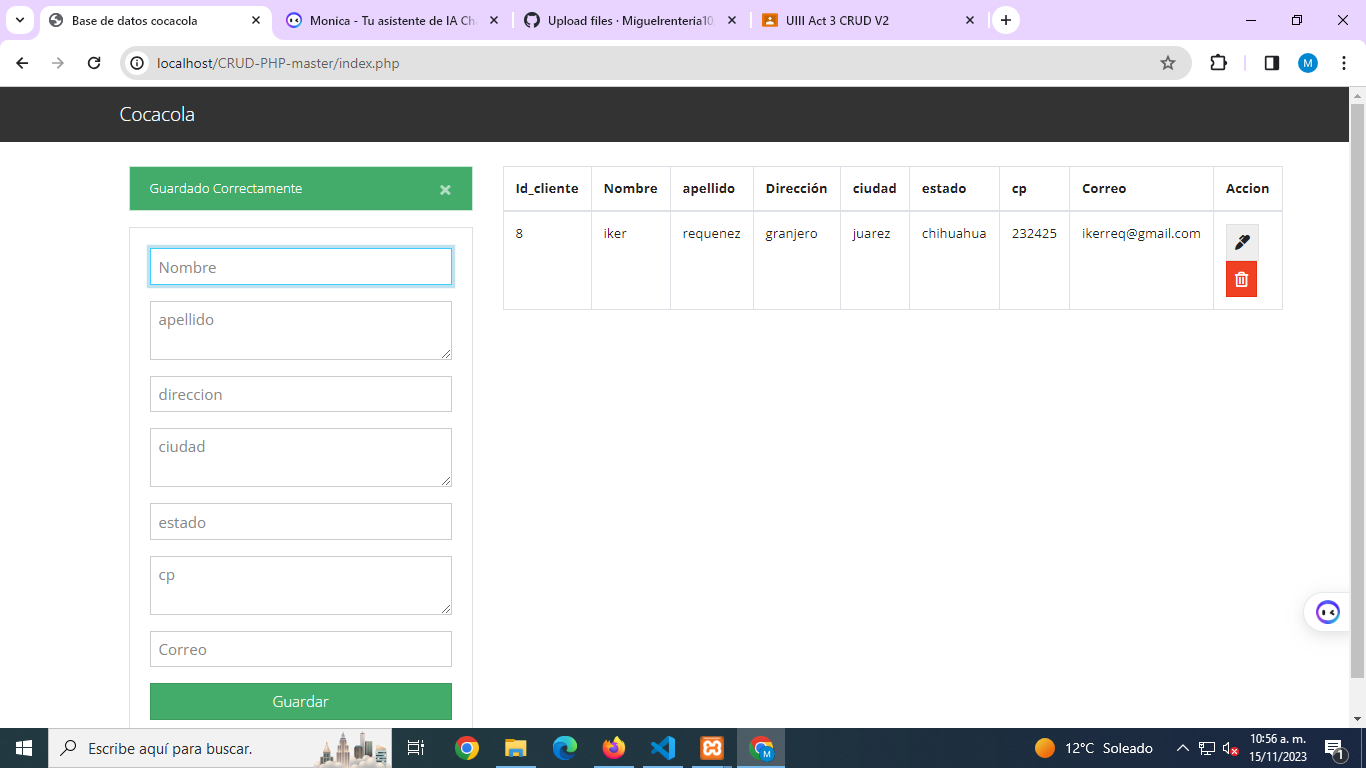 Base de datos cocacola
Monica - Tu asistente de IA Ch
Upload files · Miguelrenteria10
UIII Act 3 CRUD V2
localhost/CRUD-PHP-master/index.php
M
Cocacola
Guardado Correctamente
Nombre
apellido
direccion
ciudad
estado
cp
Correo
Guardar
Id_cliente Nombre apellido Dirección ciudad estado cp Correo Accion
8 iker requenez granjero juarez chihuahua 232425 ikerreq@gmail.com
Escribe aquí para buscar.
M
12°C Soleado
10:56 a. m.
15/11/2023
1